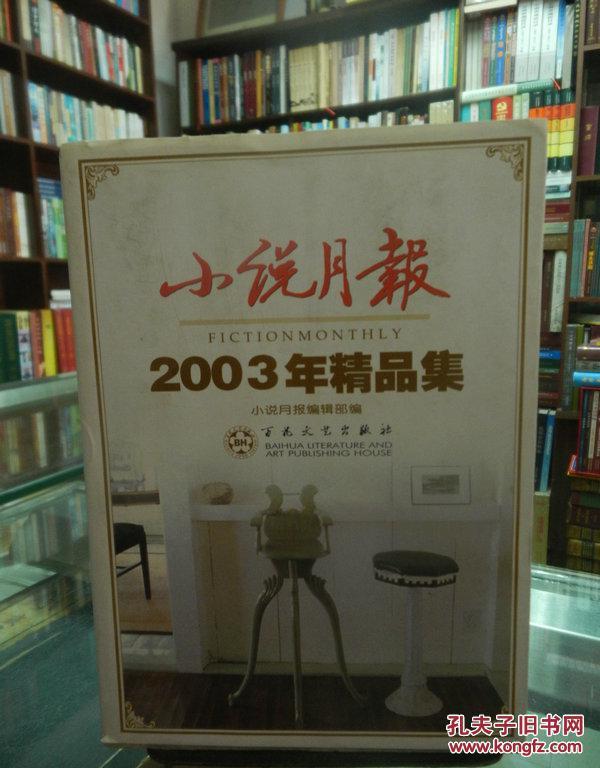 小说月報
FICTIONMONTHLY
2003年精品集
小说月报编辑部编
BH
百花文艺出版社
BAIHUA LITERATURE AND
ART PUBLISHING HOUSE
孔夫子旧书网
www.kongfz.com